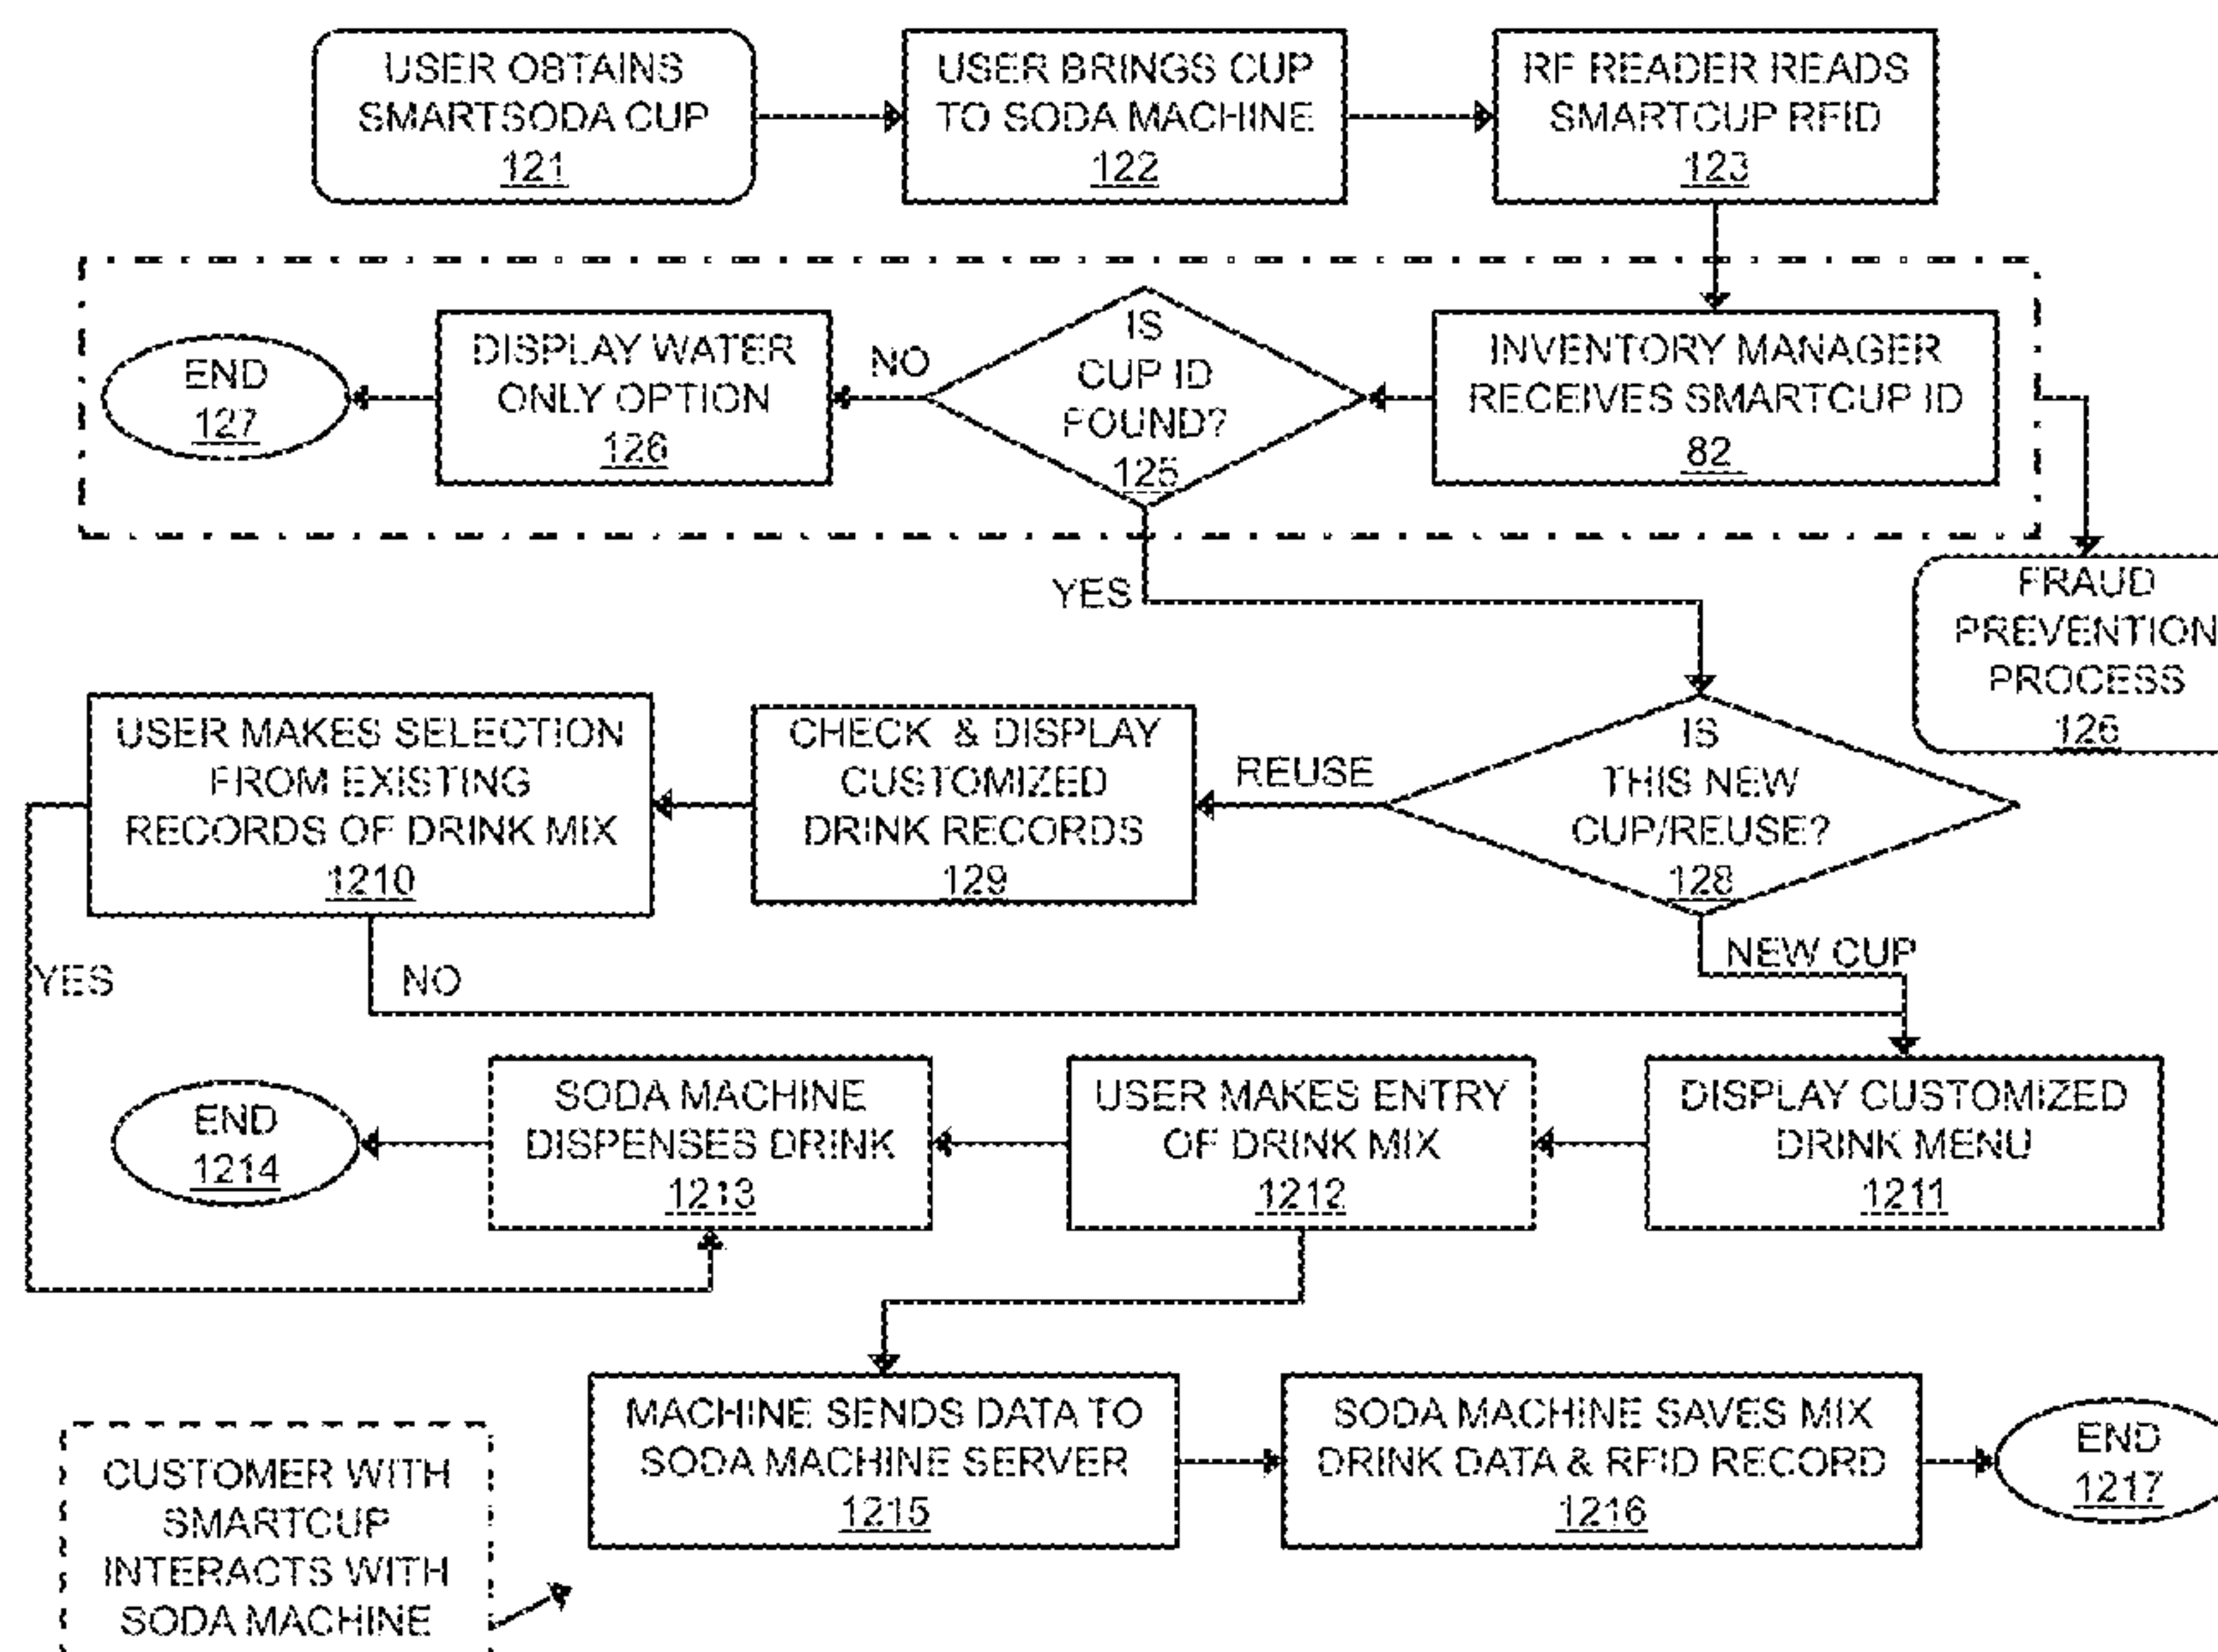 USER OBTAINS
SMARTSODA CUP
121
USER BRINGS CUP
TO SODA MACHINE
122
RF READER READS
SMARTCUP RFID
123
END
127
DISPLAY WATER
ONLY OPTION
126
NO
IS
CUP ID
FOUND?
125
INVENTORY MANAGER
RECEIVES SMARTCUP ID
82
YES
FRAUD
PREVENTION
PROCESS
126
USER MAKES SELECTION
FROM EXISTING
RECORDS OF DRINK MIX
1210
CHECK & DISPLAY
CUSTOMIZED
DRINK RECORDS
129
REUSE
IS
THIS NEW
CUP/REUSE?
128
YES
NO
NEW CUP
END
1214
SODA MACHINE
DISPENSES DRINK
1213
USER MAKES ENTRY
OF DRINK MIX
1212
DISPLAY CUSTOMIZED
DRINK MENU
1211
MACHINE SENDS DATA TO
SODA MACHINE SERVER
1215
SODA MACHINE SAVES MIX
DRINK DATA & RFID RECORD
1216
END
1217
CUSTOMER WITH
SMARTCUP
INTERACTS WITH
SODA MACHINE